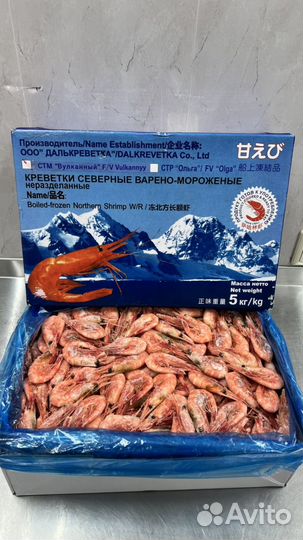 Производитель/Name Establishment/企业名称:
ООО "ДАЛЬКРЕВЕТКА"/DALKREVETKA Co., Ltd
甘えび
СТМ "Вулканный" F/V Vulkannyy
СТР "Ольга"/ FV "Olga"
船上凍結品
КРЕВЕТКИ СЕВЕРНЫЕ ВАРЕНО-МОРОЖЕНЫЕ
неразделанные
Name/品名:
Boiled-frozen Northern Shrimp W/R / 冻北方长额虾
Масса нетто
Net weight
正味重量 5 кг/kg
Avito